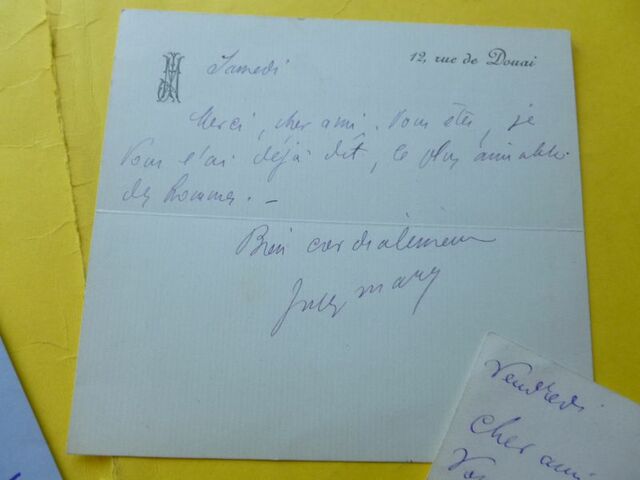 12, rue de Douai
Samedi
Merci, cher ami. Vous êtes, je
vous l'ai déjà dit, le plus aimable
des hommes. _
Bien cordialement
Jules Mary
Vendredi
Cher ami
Vo